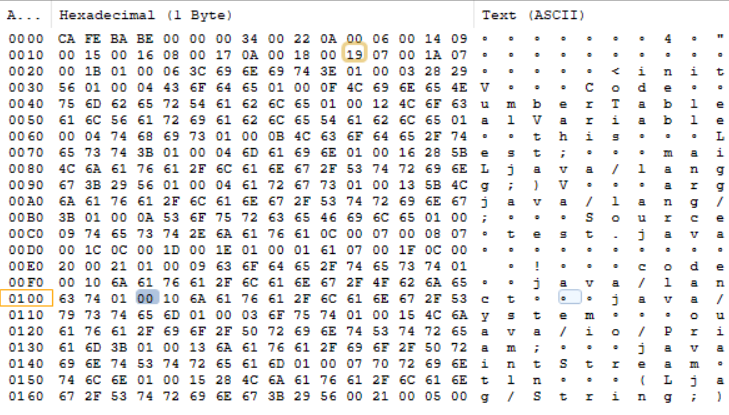 A... Hexadecimal (1 Byte) Text (ASCII)
0000 CA FE BA BE 00 00 00 34 00 22 0A 00 06 00 14 09 ◦ ◦ ◦ ◦ ◦ ◦ ◦ 4 ◦ "
0010 00 15 00 16 08 00 17 0A 00 18 00 19 07 00 1A 07 ◦ ◦ ◦ ◦ ◦ ◦ ◦ ◦ ◦ ◦
0020 00 1B 01 00 06 3C 69 6E 69 74 3E 01 00 03 28 29 ◦ ◦ ◦ ◦ ◦ < i n i t
0030 56 01 00 04 43 6F 64 65 01 00 0F 4C 69 6E 65 4E V ◦ ◦ ◦ C o d e ◦ ◦
0040 75 6D 62 65 72 54 61 62 6C 65 01 00 12 4C 6F 63 u m b e r T a b l e
0050 61 6C 56 61 72 69 61 62 6C 65 54 61 62 6C 65 01 a l V a r i a b l e
0060 00 04 74 68 69 73 01 00 0B 4C 63 6F 64 65 2F 74 ◦ ◦ t h i s ◦ ◦ ◦ L
0070 65 73 74 3B 01 00 04 6D 61 69 6E 01 00 16 28 5B e s t ; ◦ ◦ ◦ m a i
0080 4C 6A 61 76 61 2F 6C 61 6E 67 2F 53 74 72 69 6E L j a v a / l a n g
0090 67 3B 29 56 01 00 04 61 72 67 73 01 00 13 5B 4C g ; ) V ◦ ◦ ◦ a r g
00A0 6A 61 76 61 2F 6C 61 6E 67 2F 53 74 72 69 6E 67 j a v a / l a n g /
00B0 3B 01 00 0A 53 6F 75 72 63 65 46 69 6C 65 01 00 ; ◦ ◦ ◦ S o u r c e
00C0 09 74 65 73 74 2E 6A 61 76 61 0C 00 07 00 08 07 ◦ t e s t . j a v a
00D0 00 1C 0C 00 1D 00 1E 01 00 01 61 07 00 1F 0C 00 ◦ ◦ ◦ ◦ ◦ ◦ ◦ ◦ ◦ ◦
00E0 20 00 21 01 00 09 63 6F 64 65 2F 74 65 73 74 01 ◦ ! ◦ ◦ ◦ c o d e
00F0 00 10 6A 61 76 61 2F 6C 61 6E 67 2F 4F 62 6A 65 ◦ ◦ j a v a / l a n
0100 63 74 01 00 10 6A 61 76 61 2F 6C 61 6E 67 2F 53 c t ◦ ◦ ◦ j a v a /
0110 79 73 74 65 6D 01 00 03 6F 75 74 01 00 15 4C 6A y s t e m ◦ ◦ ◦ o u
0120 61 76 61 2F 69 6F 2F 50 72 69 6E 74 53 74 72 65 a v a / i o / P r i
0130 61 6D 3B 01 00 13 6A 61 76 61 2F 69 6F 2F 50 72 a m ; ◦ ◦ ◦ j a v a
0140 69 6E 74 53 74 72 65 61 6D 01 00 07 70 72 69 6E i n t S t r e a m ◦
0150 74 6C 6E 01 00 15 28 4C 6A 61 76 61 2F 6C 61 6E t l n ◦ ◦ ◦ ( L j a
0160 67 2F 53 74 72 69 6E 67 3B 29 56 00 21 00 05 00 g / S t r i n g ; )